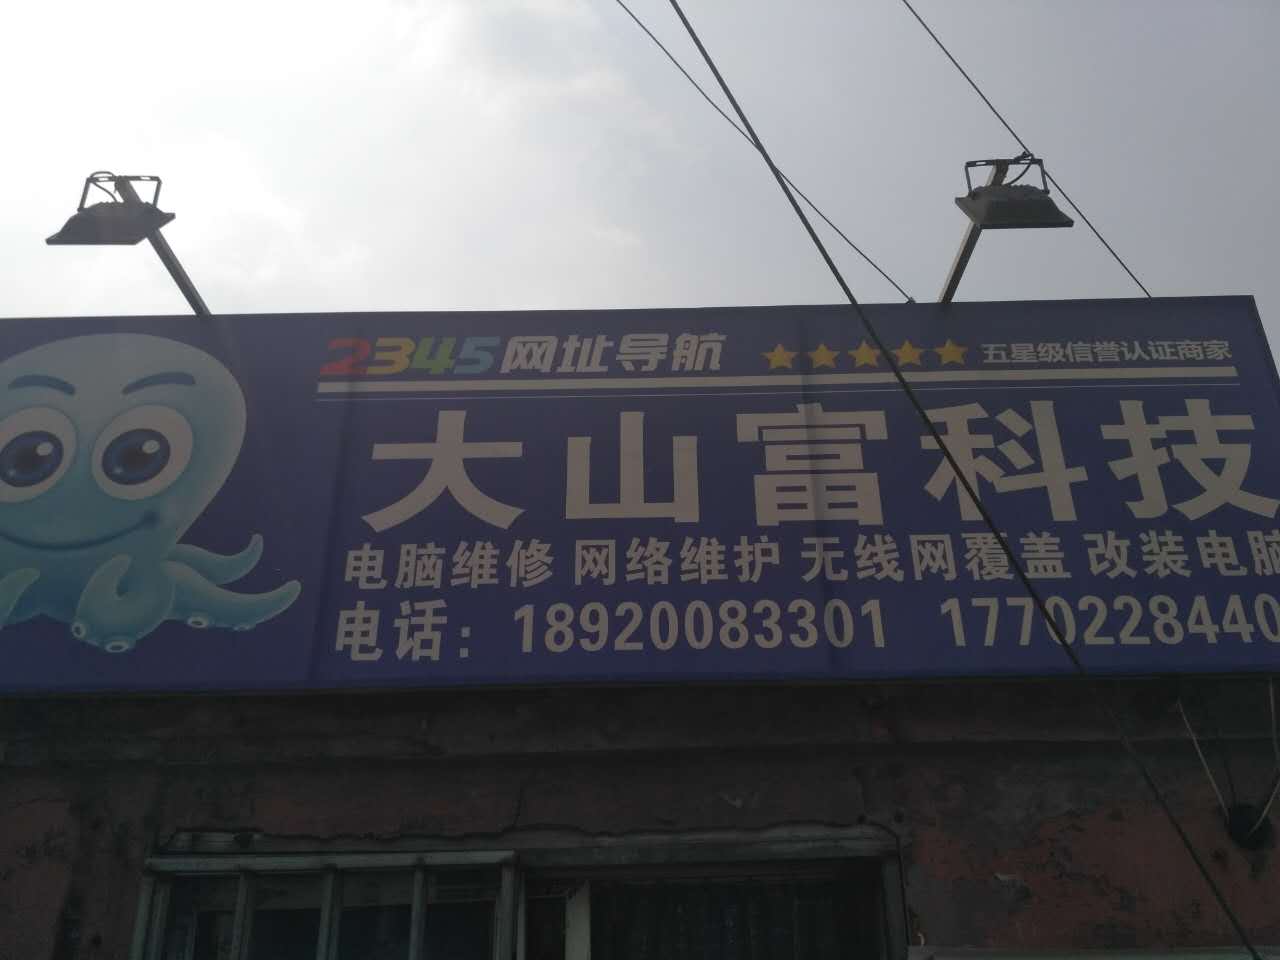 2345网址导航 ★★★★★ 五星级信誉认证商家
大山富科技
电脑维修 网络维护 无线网覆盖 改装电脑
电话：18920083301 1770228440